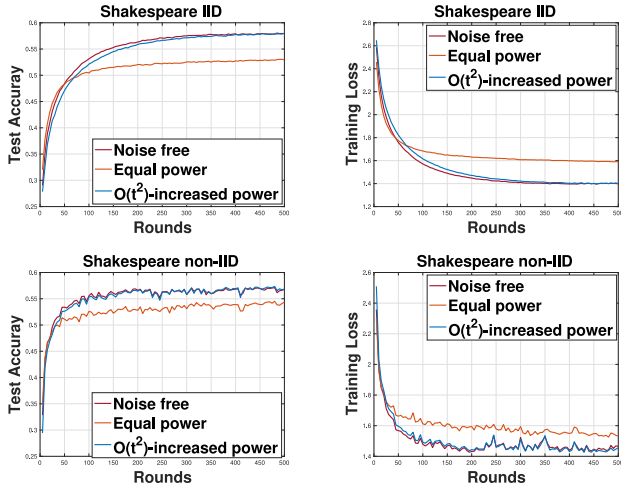 Shakespeare IID
Test Accuray
0.6
0.55
0.5
0.45
0.4
0.35
0.3
0.25
Noise free
Equal power
O(t²)-increased power
0 50 100 150 200 250 300 350 400 450 500
Rounds
Shakespeare IID
Training Loss
2.8
2.6
2.4
2.2
2
1.8
1.6
1.4
1.2
Noise free
Equal power
O(t²)-increased power
0 50 100 150 200 250 300 350 400 450 500
Rounds
Shakespeare non-IID
Test Accuray
0.6
0.55
0.5
0.45
0.4
0.35
0.3
0.25
Noise free
Equal power
O(t²)-increased power
0 50 100 150 200 250 300 350 400 450 500
Rounds
Shakespeare non-IID
Training Loss
2.6
2.4
2.2
2
1.8
1.6
1.4
Noise free
Equal power
O(t²)-increased power
0 50 100 150 200 250 300 350 400 450 500
Rounds